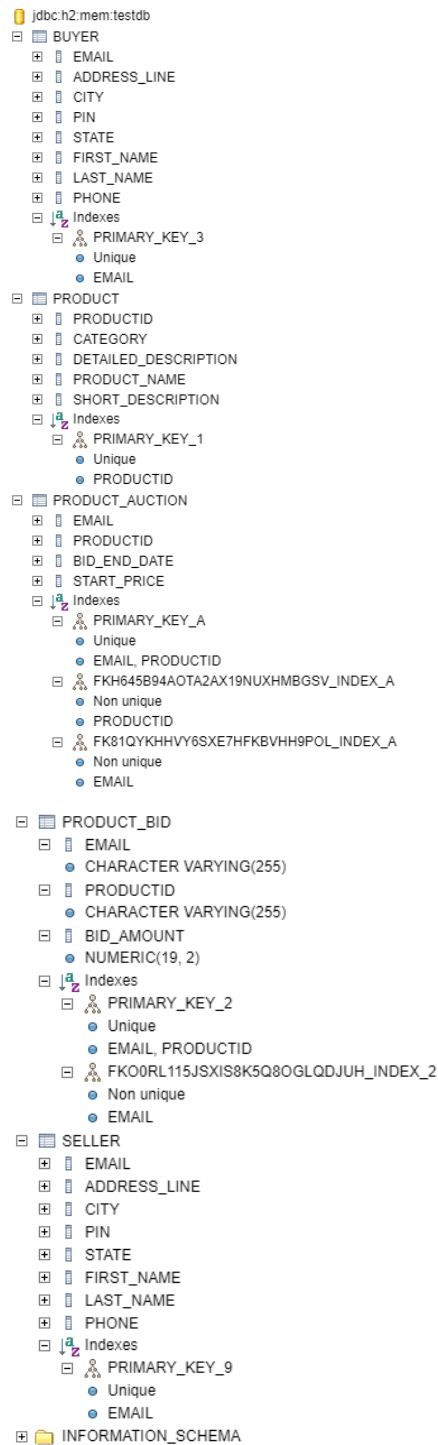 jdbc:h2:mem:testdb
BUYER
EMAIL
ADDRESS_LINE
CITY
PIN
STATE
FIRST_NAME
LAST_NAME
PHONE
Indexes
PRIMARY_KEY_3
Unique
EMAIL
PRODUCT
PRODUCTID
CATEGORY
DETAILED_DESCRIPTION
PRODUCT_NAME
SHORT_DESCRIPTION
Indexes
PRIMARY_KEY_1
Unique
PRODUCTID
PRODUCT_AUCTION
EMAIL
PRODUCTID
BID_END_DATE
START_PRICE
Indexes
PRIMARY_KEY_A
Unique
EMAIL, PRODUCTID
FKH645B94AOTA2AX19NUXHMBGSV_INDEX_A
Non unique
PRODUCTID
FK81QYKHHVY6SXE7HFKBVHH9POL_INDEX_A
Non unique
EMAIL
PRODUCT_BID
EMAIL
CHARACTER VARYING(255)
PRODUCTID
CHARACTER VARYING(255)
BID_AMOUNT
NUMERIC(19, 2)
Indexes
PRIMARY_KEY_2
Unique
EMAIL, PRODUCTID
FKO0RL115JSXIS8K5Q8OGLQDJUH_INDEX_2
Non unique
EMAIL
SELLER
EMAIL
ADDRESS_LINE
CITY
PIN
STATE
FIRST_NAME
LAST_NAME
PHONE
Indexes
PRIMARY_KEY_9
Unique
EMAIL
INFORMATION_SCHEMA